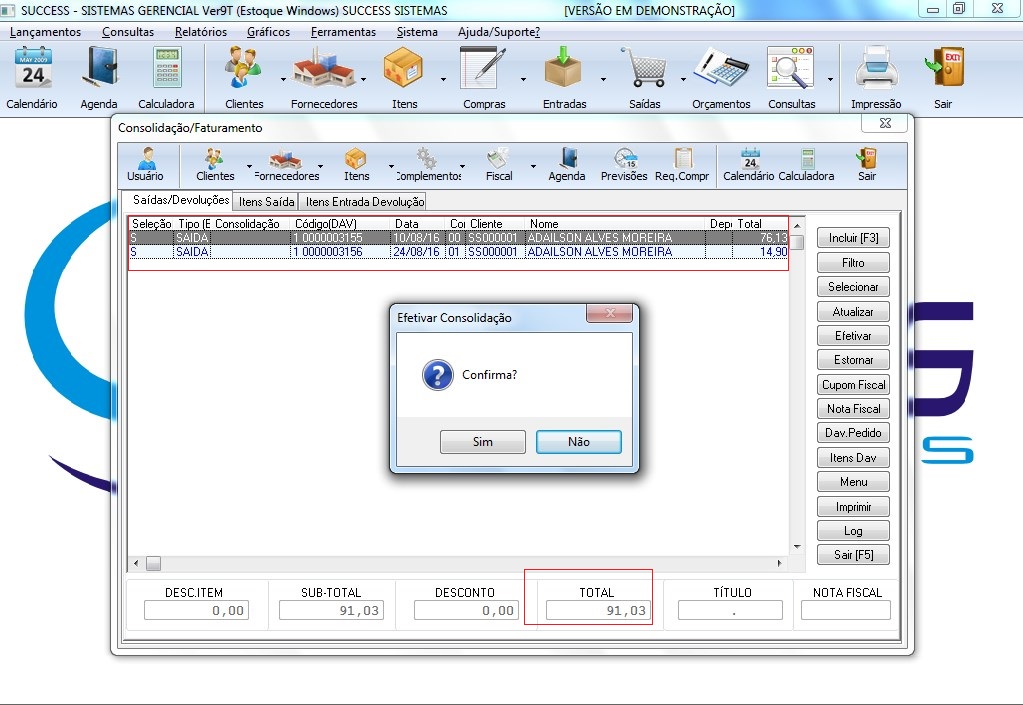 SUCCESS - SISTEMAS GERENCIAL Ver9T (Estoque Windows) SUCCESS SISTEMAS [VERSÃO EM DEMONSTRAÇÃO]
Lançamentos Consultas Relatórios Gráficos Ferramentas Sistema Ajuda/Suporte?
MAY 2009
24
EXIT
Calendário Agenda Calculadora Clientes Fornecedores Itens Compras Entradas Saídas Orçamentos Consultas Impressão Sair
Consolidação/Faturamento
24
15
Usuário Clientes Fornecedores Itens Complementos Fiscal Agenda Previsões Req.Compr Calendário Calculadora Sair
Saídas/Devoluções Itens Saída Itens Entrada Devolução
Seleção Tipo (E Consolidação Código(DAV) Data Coi Cliente Nome Dep Total
S SAIDA 1 0000003155 10/08/16 00 SS000001 ADAILSON ALVES MOREIRA 76,13
S SAIDA 1 0000003156 24/08/16 01 SS000001 ADAILSON ALVES MOREIRA 14,90
Incluir [F3]
Filtro
Selecionar
Atualizar
Efetivar
Estornar
Cupom Fiscal
Nota Fiscal
Dav.Pedido
Itens Dav
Menu
Imprimir
Log
Sair [F5]
Efetivar Consolidação
Confirma?
Sim Não
DESC.ITEM SUB-TOTAL DESCONTO TOTAL TÍTULO NOTA FISCAL
0,00 91,03 0,00 91,03 .